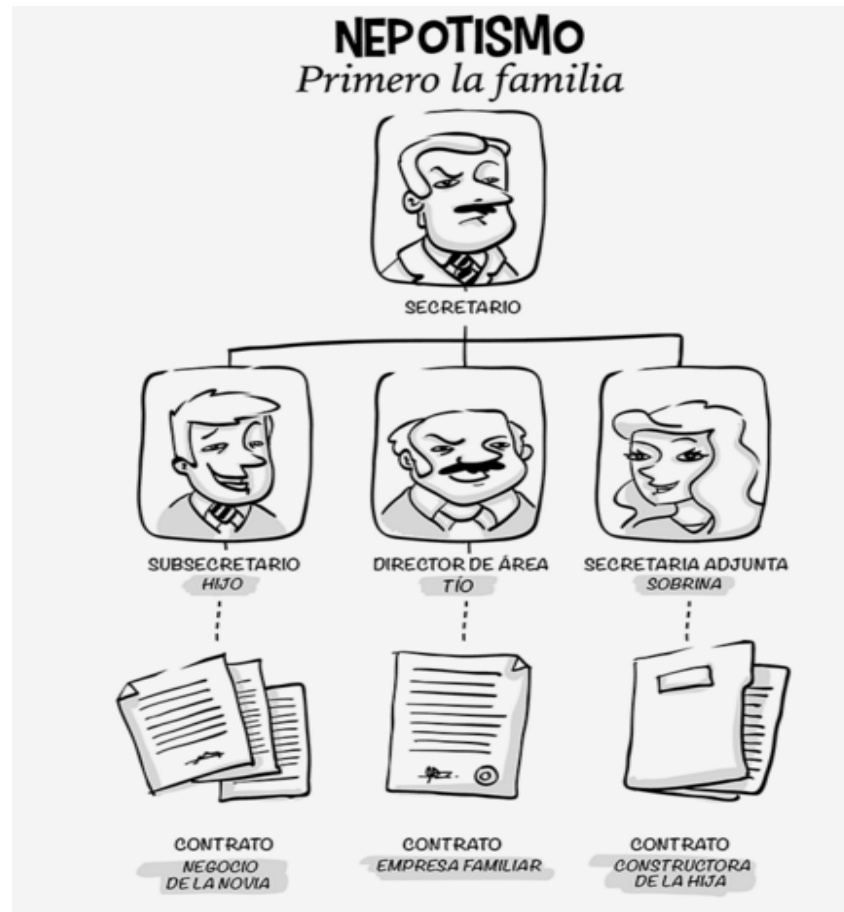 NEPOTISMO
Primero la familia
SECRETARIO
SUBSECRETARIO
HIJO
DIRECTOR DE ÁREA
TÍO
SECRETARIA ADJUNTA
SOBRINA
CONTRATO
NEGOCIO
DE LA NOVIA
CONTRATO
EMPRESA FAMILIAR
CONTRATO
CONSTRUCTORA
DE LA HIJA